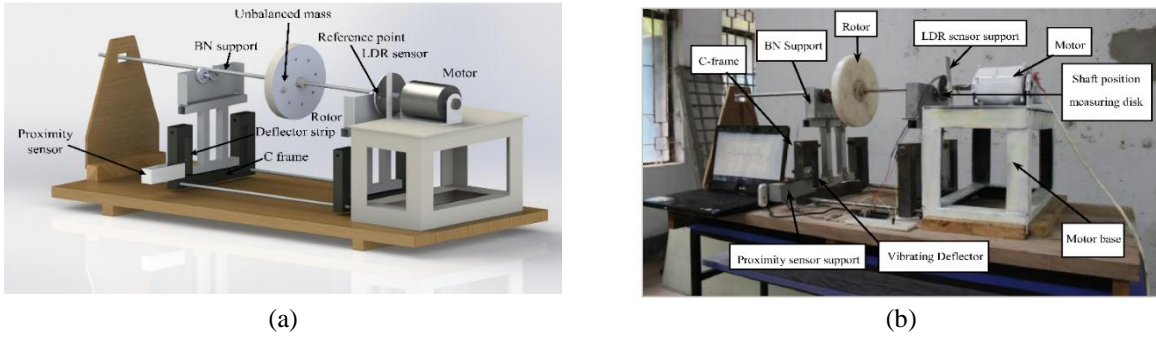 Unbalanced mass
BN support
Reference point
LDR sensor
Motor
Rotor
Proximity
sensor
Deflector strip
C frame
(a)
Rotor
LDR sensor support
BN Support
Motor
C-frame
Shaft position
measuring disk
Motor base
Proximity sensor support
Vibrating Deflector
(b)